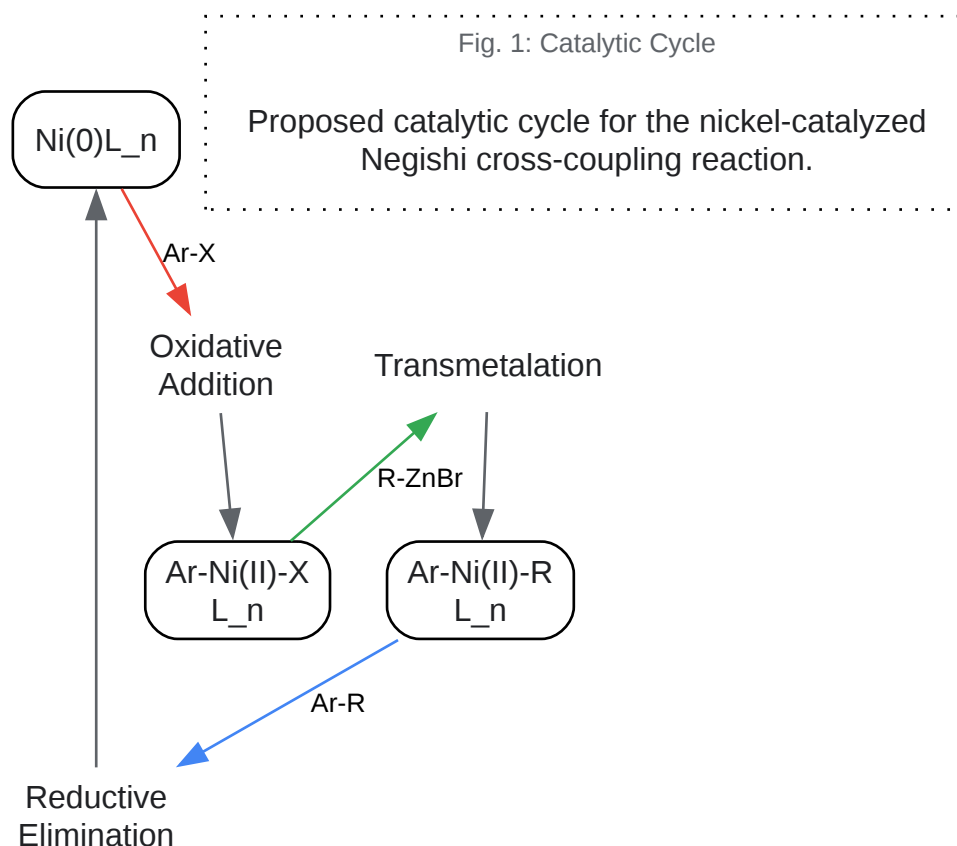 Fig. 1: Catalytic Cycle
Proposed catalytic cycle for the nickel-catalyzed
Negishi cross-coupling reaction.
Ni(0)L_n
Ar-X
Oxidative
Addition
Transmetalation
R-ZnBr
Ar-Ni(II)-X
L_n
Ar-Ni(II)-R
L_n
Ar-R
Reductive
Elimination